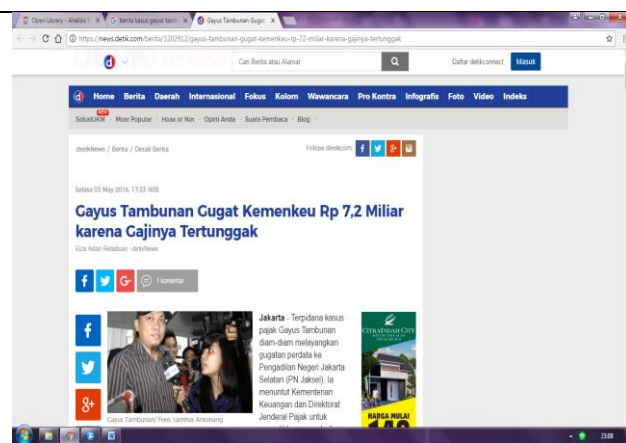 Open Library - Analisis I
berita kasus gayus tamb
Gayus Tambunan Gugat
https://news.detik.com/berita/3202912/gayus-tambunan-gugat-kemenkeu-rp-72-miliar-karena-gajinya-tertunggak
Cari Berita atau Alamat
Daftar detikconnect
Masuk
Home Berita Daerah Internasional Fokus Kolom Wawancara Pro Kontra Infografis Foto Video Indeks
SolusiUKM - Most Popular - Hoax or Not - Opini Anda - Suara Pembaca - Blog -
detikNews / Berita / Detail Berita
Follow detikcom
Selasa 03 May 2016, 17:33 WIB
Gayus Tambunan Gugat Kemenkeu Rp 7,2 Miliar
karena Gajinya Tertunggak
Elza Astari Retaduari - detikNews
1 komentar
Jakarta - Terpidana kasus
pajak Gayus Tambunan
diam-diam melayangkan
gugatan perdata ke
Pengadilan Negeri Jakarta
Selatan (PN Jaksel). Ia
menuntut Kementerian
Keuangan dan Direktorat
Jenderal Pajak untuk
Gayus Tambunan/ Foto: Lamhot Aritonang
CITRAINDAH CITY
HARGA MULAI
23:08